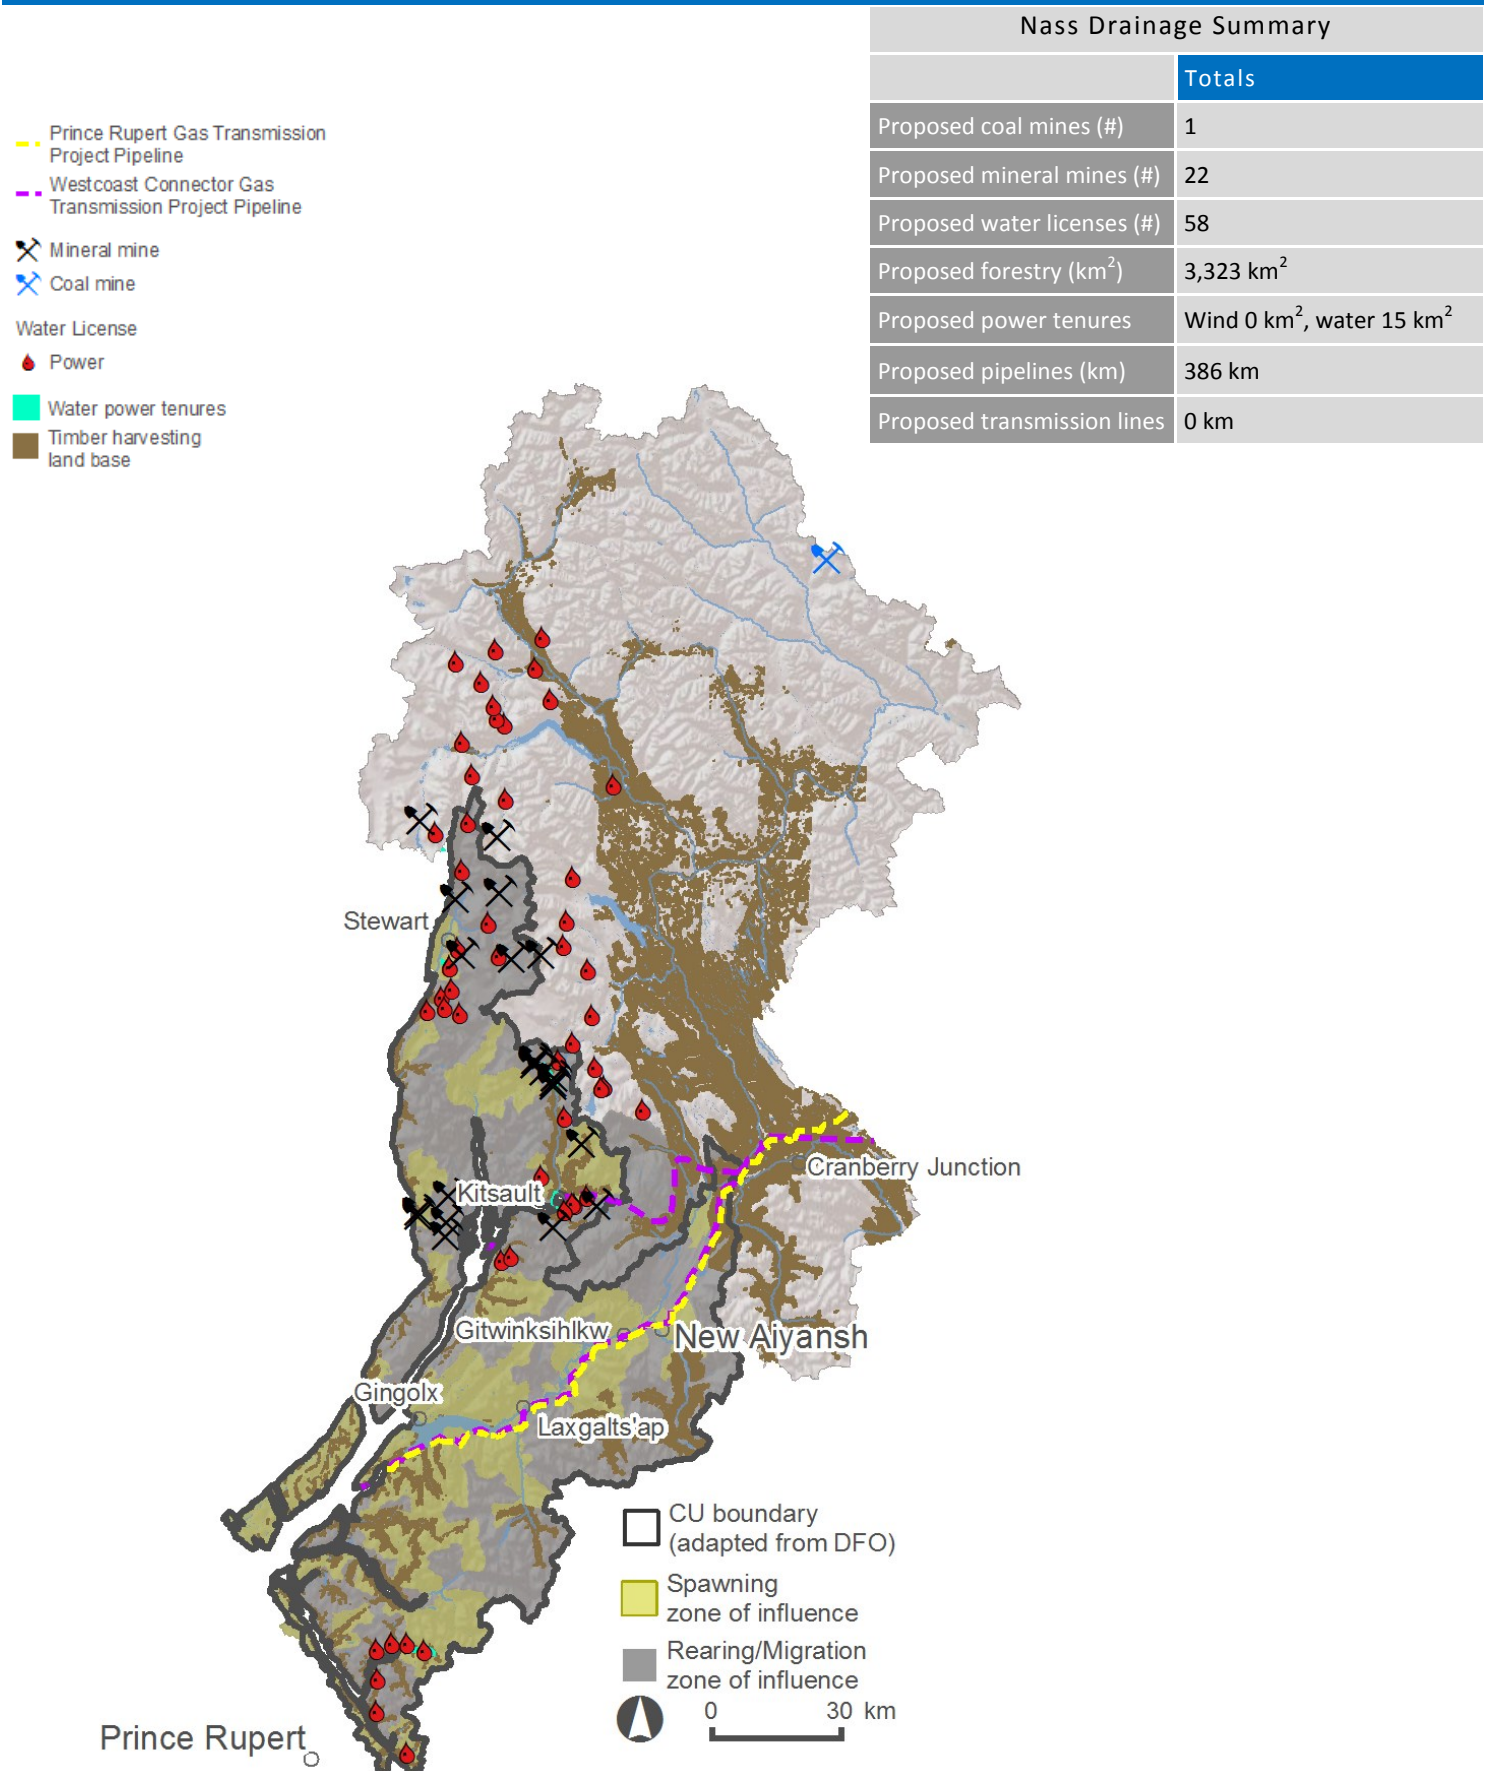 Nass Drainage Summary
Totals
Proposed coal mines (#) 1
Proposed mineral mines (#) 22
Proposed water licenses (#) 58
Proposed forestry (km²) 3,323 km²
Proposed power tenures Wind 0 km², water 15 km²
Proposed pipelines (km) 386 km
Proposed transmission lines 0 km
Prince Rupert Gas Transmission
Project Pipeline
Westcoast Connector Gas
Transmission Project Pipeline
Mineral mine
Coal mine
Water License
Power
Water power tenures
Timber harvesting
land base
Stewart
Cranberry Junction
Kitsault
Gitwinksihlkw
New Aiyansh
Gingolx
Laxgalts'ap
CU boundary
(adapted from DFO)
Spawning
zone of influence
Rearing/Migration
zone of influence
0 30 km
Prince Rupert